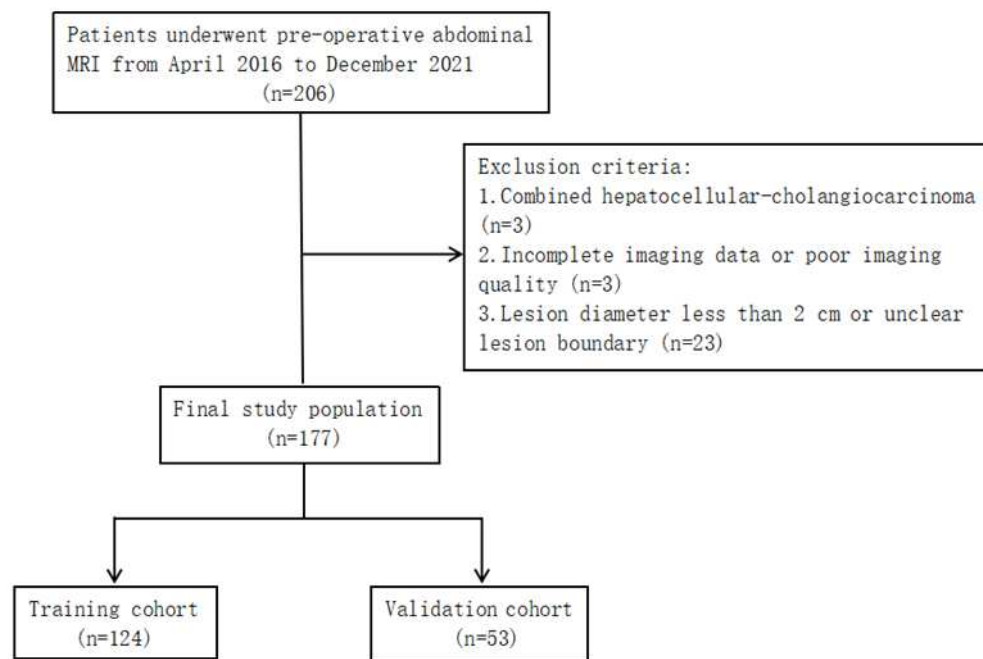 Patients underwent pre-operative abdominal
MRI from April 2016 to December 2021
(n=206)
Exclusion criteria:
1.Combined hepatocellular-cholangiocarcinoma
(n=3)
2.Incomplete imaging data or poor imaging
quality (n=3)
3.Lesion diameter less than 2 cm or unclear
lesion boundary (n=23)
Final study population
(n=177)
Training cohort
(n=124)
Validation cohort
(n=53)